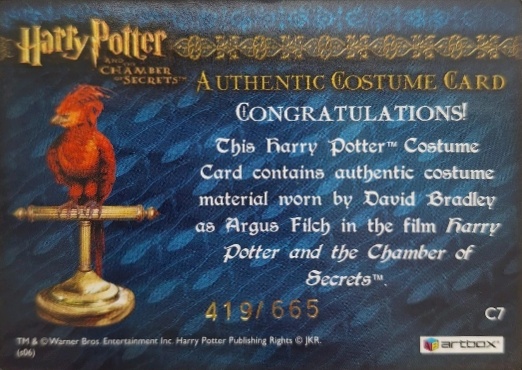 Harry Potter
AND THE
CHAMBER
OF SECRETS™
AUTHENTIC COSTUME CARD
CONGRATULATIONS!
This Harry Potter™ Costume
Card contains authentic costume
material worn by David Bradley
as Argus Filch in the film Harry
Potter and the Chamber of
Secrets™.
419/665
C7
TM & © Warner Bros. Entertainment Inc. Harry Potter Publishing Rights © JKR.
(s06)
artbox